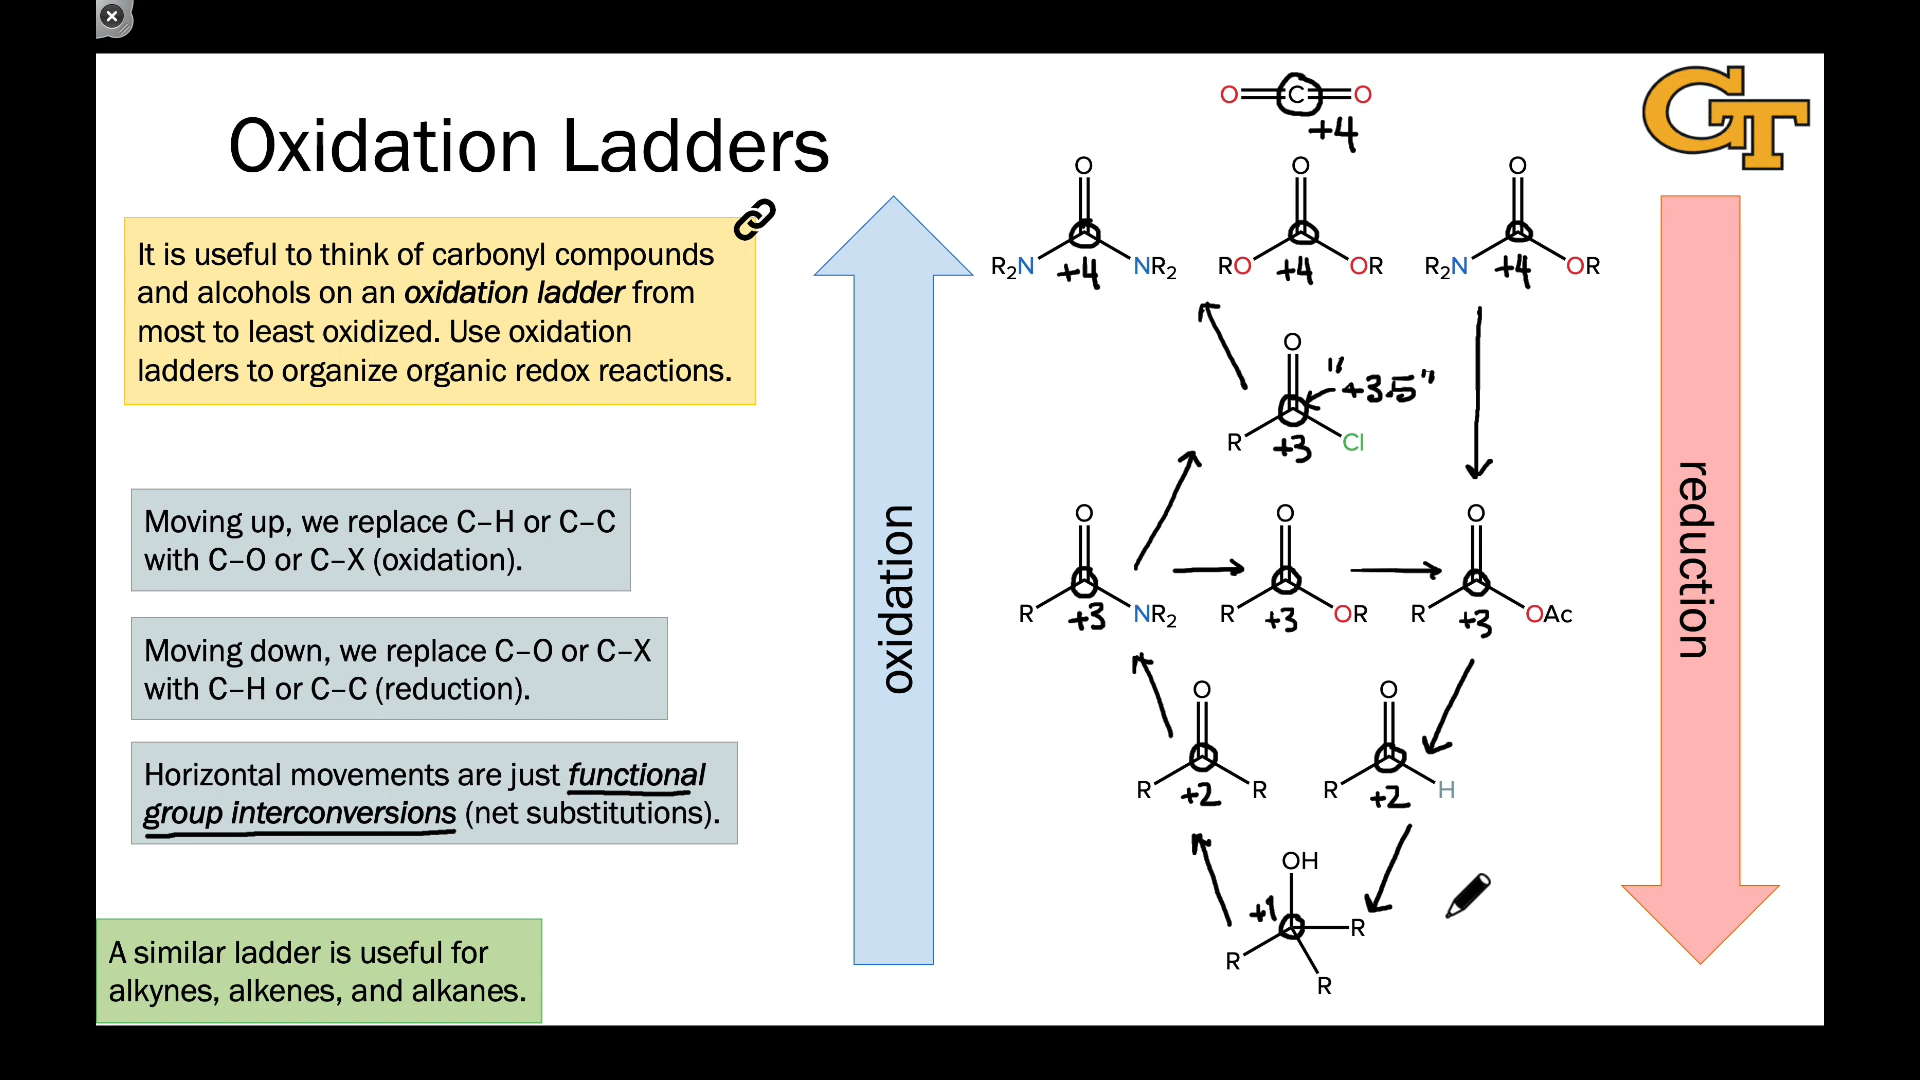 Oxidation Ladders
GT
It is useful to think of carbonyl compounds
and alcohols on an oxidation ladder from
most to least oxidized. Use oxidation
ladders to organize organic redox reactions.
Moving up, we replace C–H or C–C
with C–O or C–X (oxidation).
Moving down, we replace C–O or C–X
with C–H or C–C (reduction).
Horizontal movements are just functional
group interconversions (net substitutions).
A similar ladder is useful for
alkynes, alkenes, and alkanes.
oxidation
O C O
+4
O O O
R₂N +4 NR₂ RO +4 OR R₂N +4 OR
O
"+3.5"
R +3 Cl
O O O
R +3 NR₂ R +3 OR R +3 OAc
O O
R +2 R R +2 H
OH
+1 R
R
R
reduction